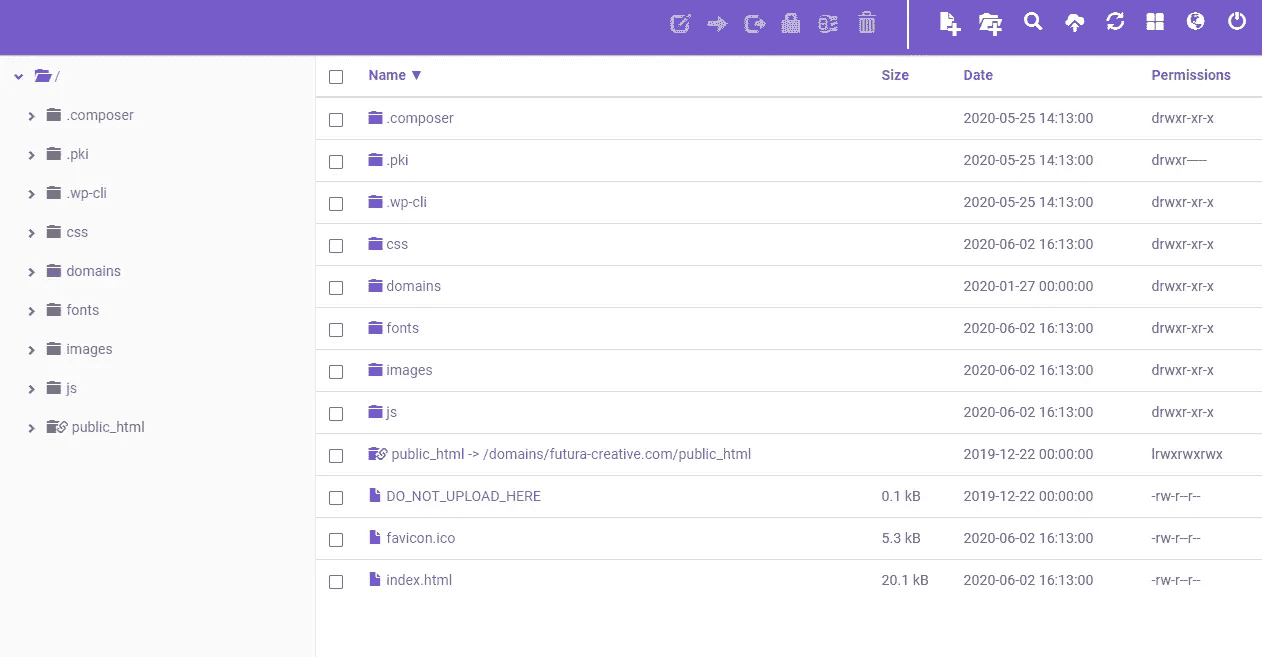 /
.composer
.pki
.wp-cli
css
domains
fonts
images
js
public_html
Name ▼ Size Date Permissions
.composer 2020-05-25 14:13:00 drwxr-xr-x
.pki 2020-05-25 14:13:00 drwxr-----
.wp-cli 2020-05-25 14:13:00 drwxr-xr-x
css 2020-06-02 16:13:00 drwxr-xr-x
domains 2020-01-27 00:00:00 drwxr-xr-x
fonts 2020-06-02 16:13:00 drwxr-xr-x
images 2020-06-02 16:13:00 drwxr-xr-x
js 2020-06-02 16:13:00 drwxr-xr-x
public_html -> /domains/futura-creative.com/public_html 2019-12-22 00:00:00 lrwxrwxrwx
DO_NOT_UPLOAD_HERE 0.1 kB 2019-12-22 00:00:00 -rw-r--r--
favicon.ico 5.3 kB 2020-06-02 16:13:00 -rw-r--r--
index.html 20.1 kB 2020-06-02 16:13:00 -rw-r--r--